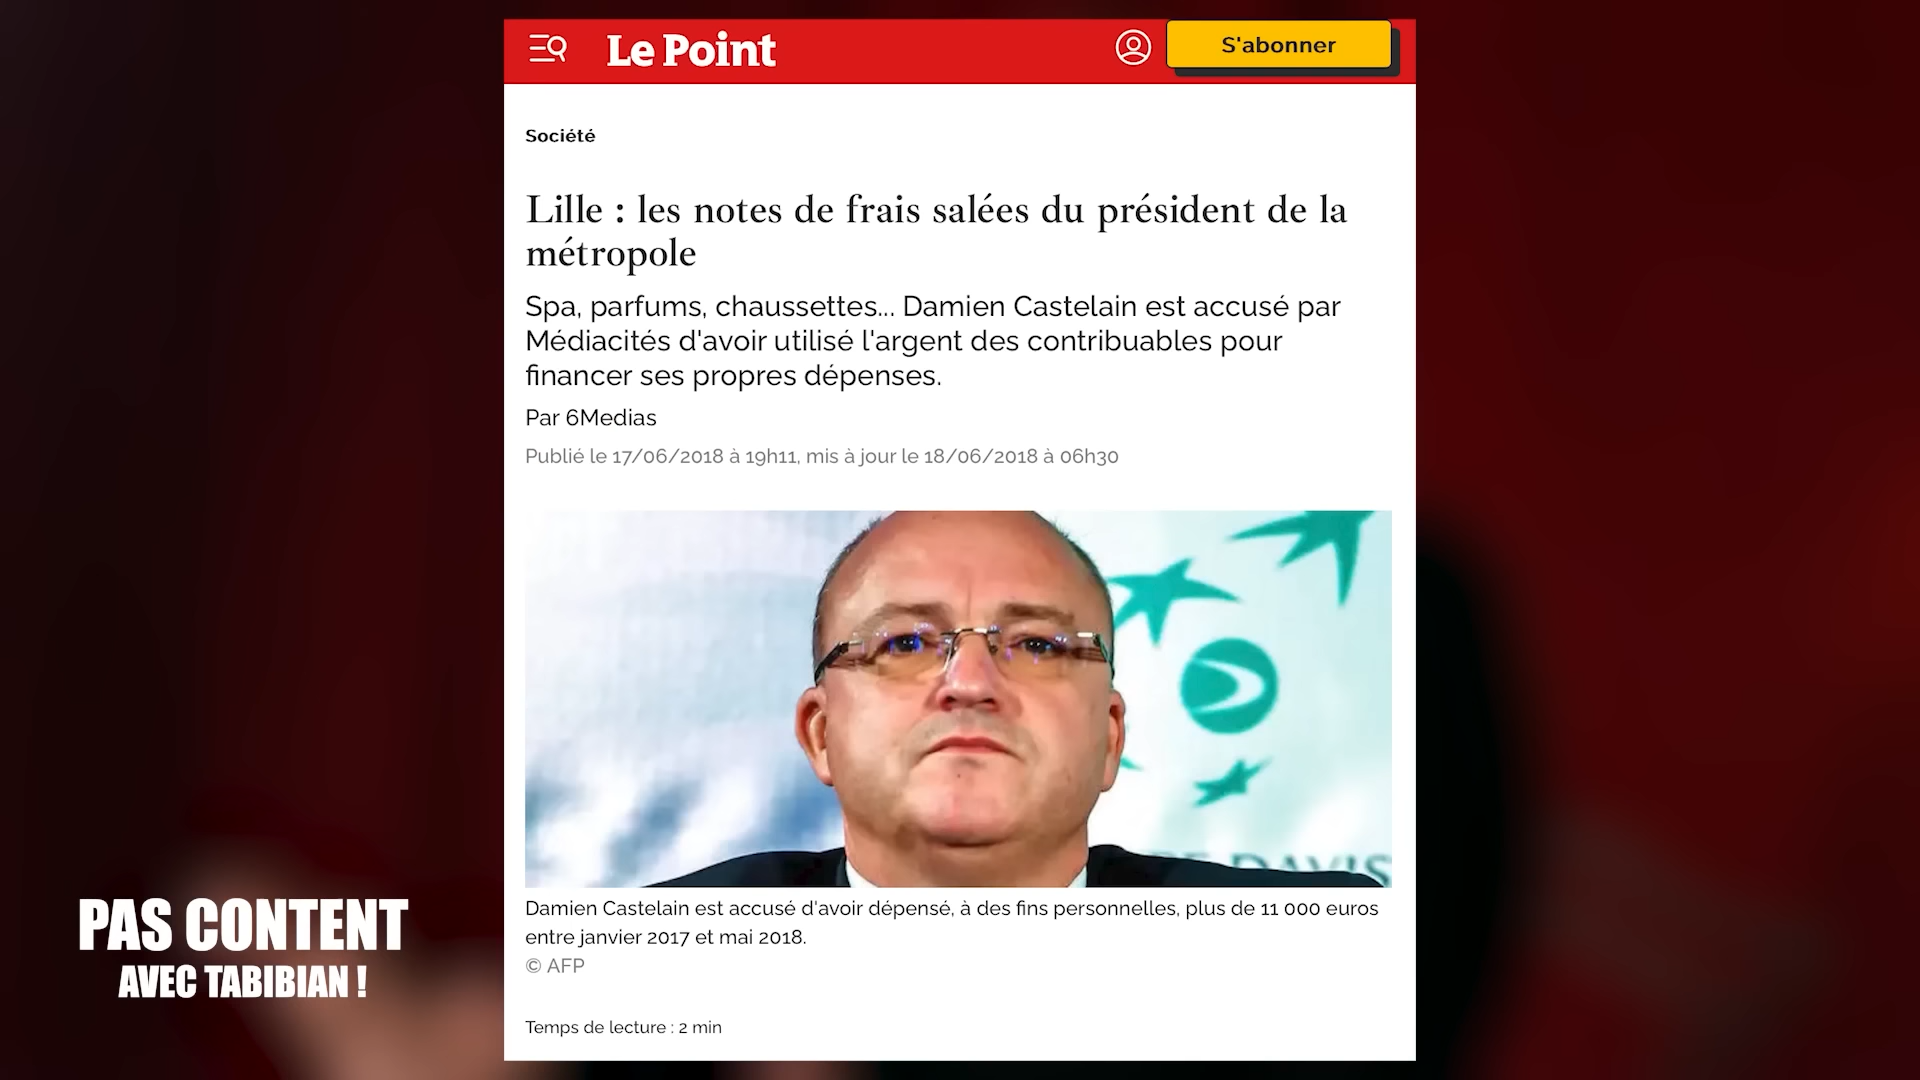 Le Point
S'abonner
Société
Lille : les notes de frais salées du président de la
métropole
Spa, parfums, chaussettes... Damien Castelain est accusé par
Médiacités d'avoir utilisé l'argent des contribuables pour
financer ses propres dépenses.
Par 6Medias
Publié le 17/06/2018 à 19h11, mis à jour le 18/06/2018 à 06h30
DAVIS
Damien Castelain est accusé d'avoir dépensé, à des fins personnelles, plus de 11 000 euros
entre janvier 2017 et mai 2018.
© AFP
Temps de lecture : 2 min
PAS CONTENT
AVEC TABIBIAN !